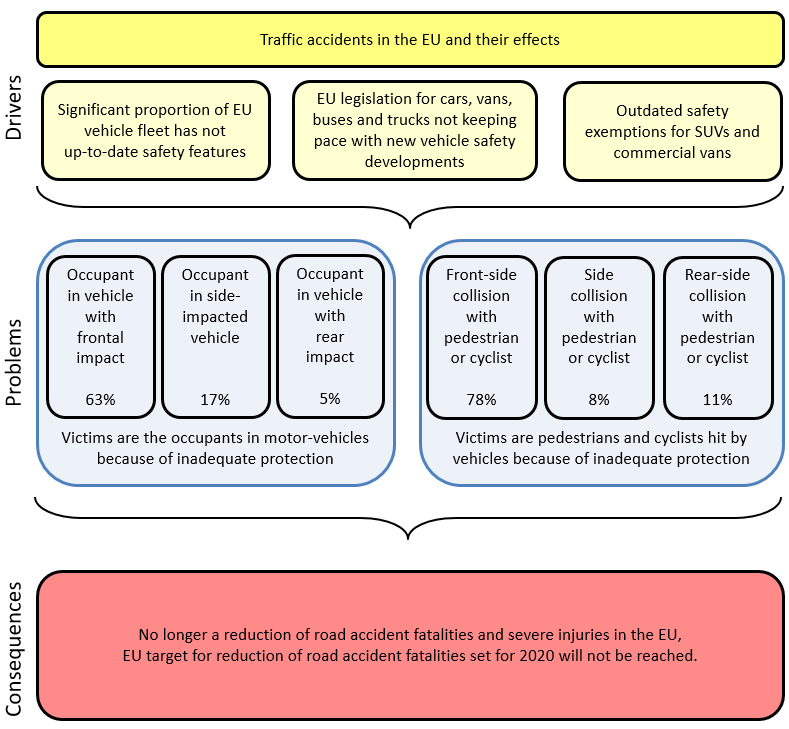 Traffic accidents in the EU and their effects
Drivers
Significant proportion of EU
vehicle fleet has not
up-to-date safety features
EU legislation for cars, vans,
buses and trucks not keeping
pace with new vehicle safety
developments
Outdated safety
exemptions for SUVs and
commercial vans
Problems
Occupant
in vehicle
with
frontal
impact
63%
Occupant
in side-
impacted
vehicle
17%
Occupant
in vehicle
with
rear
impact
5%
Victims are the occupants in motor-vehicles
because of inadequate protection
Front-side
collision
with
pedestrian
or cyclist
78%
Side
collision
with
pedestrian
or cyclist
8%
Rear-side
collision
with
pedestrian
or cyclist
11%
Victims are pedestrians and cyclists hit by
vehicles because of inadequate protection
Consequences
No longer a reduction of road accident fatalities and severe injuries in the EU,
EU target for reduction of road accident fatalities set for 2020 will not be reached.